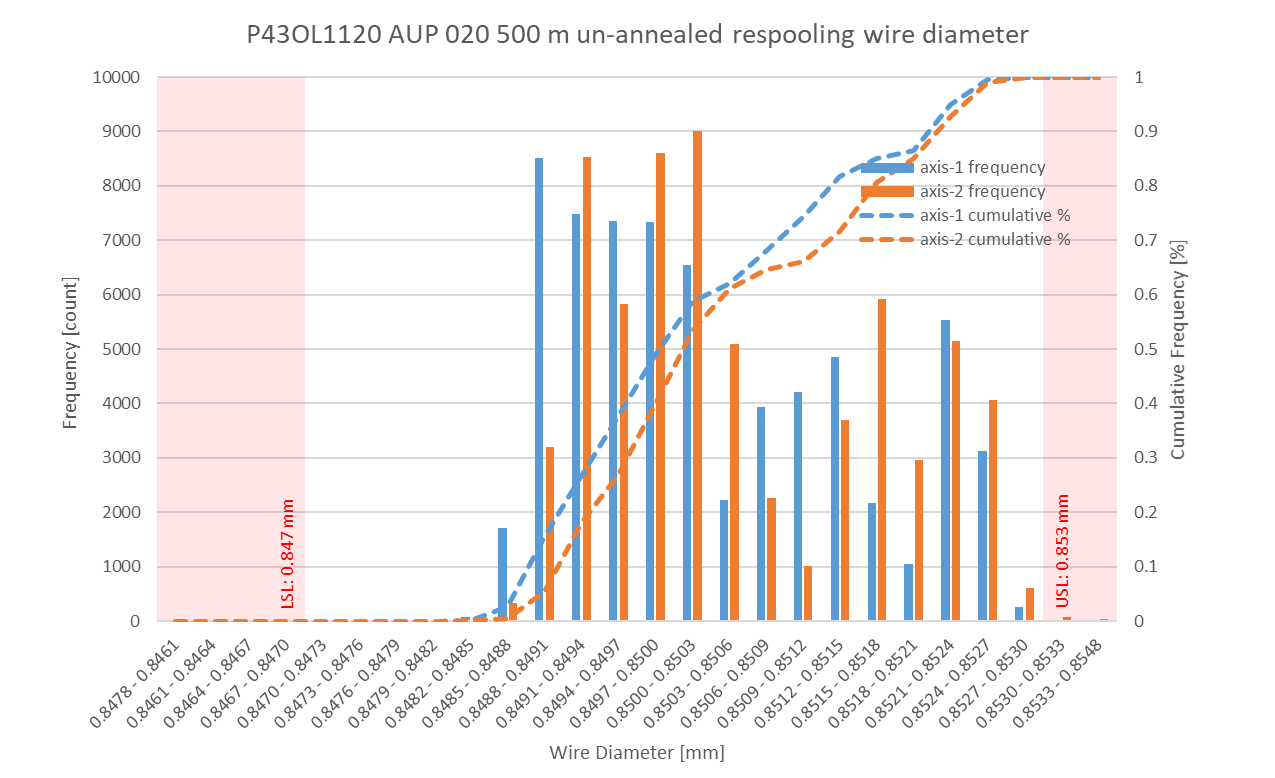 P43OL1120 AUP 020 500 m un-annealed respooling wire diameter
10000
9000
8000
7000
6000
5000
4000
3000
2000
1000
0
Frequency [count]
1
0.9
0.8
0.7
0.6
0.5
0.4
0.3
0.2
0.1
0
Cumulative Frequency [%]
axis-1 frequency
axis-2 frequency
axis-1 cumulative %
axis-2 cumulative %
LSL: 0.847 mm
USL: 0.853 mm
0.8478 - 0.8461
0.8461 - 0.8464
0.8464 - 0.8467
0.8467 - 0.8470
0.8470 - 0.8473
0.8473 - 0.8476
0.8476 - 0.8479
0.8479 - 0.8482
0.8482 - 0.8485
0.8485 - 0.8488
0.8488 - 0.8491
0.8491 - 0.8494
0.8494 - 0.8497
0.8497 - 0.8500
0.8500 - 0.8503
0.8503 - 0.8506
0.8506 - 0.8509
0.8509 - 0.8512
0.8512 - 0.8515
0.8515 - 0.8518
0.8518 - 0.8521
0.8521 - 0.8524
0.8524 - 0.8527
0.8527 - 0.8530
0.8530 - 0.8533
0.8533 - 0.8548
Wire Diameter [mm]